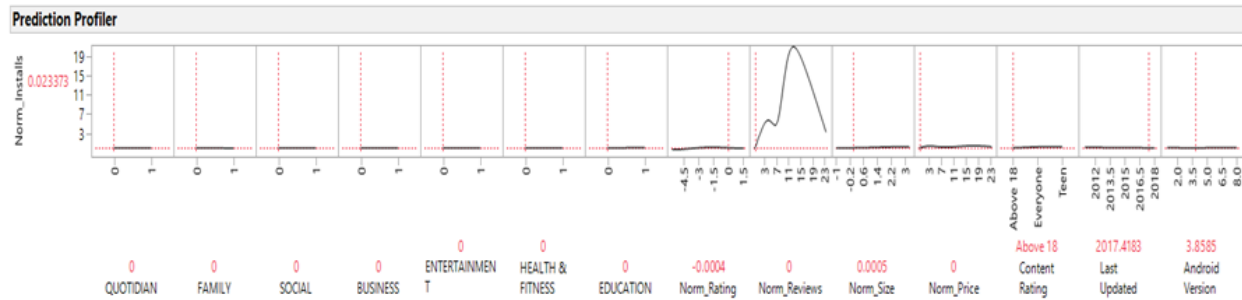 Prediction Profiler
Norm_Installs
0.023373
19
15
11
7
3
0 1
0 1
0 1
0 1
0 1
0 1
0 1
-4.5 -3 -1.5 0 1.5
3 7 11 15 19 23
-1 -0.2 0.6 1.4 2.2 3
3 7 11 15 19 23
Above 18 Everyone Teen
2012 2013.5 2015 2016.5 2018
2.0 3.5 5.0 6.5 8.0
0
QUOTIDIAN
0
FAMILY
0
SOCIAL
0
BUSINESS
0
ENTERTAINMEN
T
0
HEALTH &
FITNESS
0
EDUCATION
-0.0004
Norm_Rating
0
Norm_Reviews
0.0005
Norm_Size
0
Norm_Price
Above 18
Content
Rating
2017.4183
Last
Updated
3.8585
Android
Version